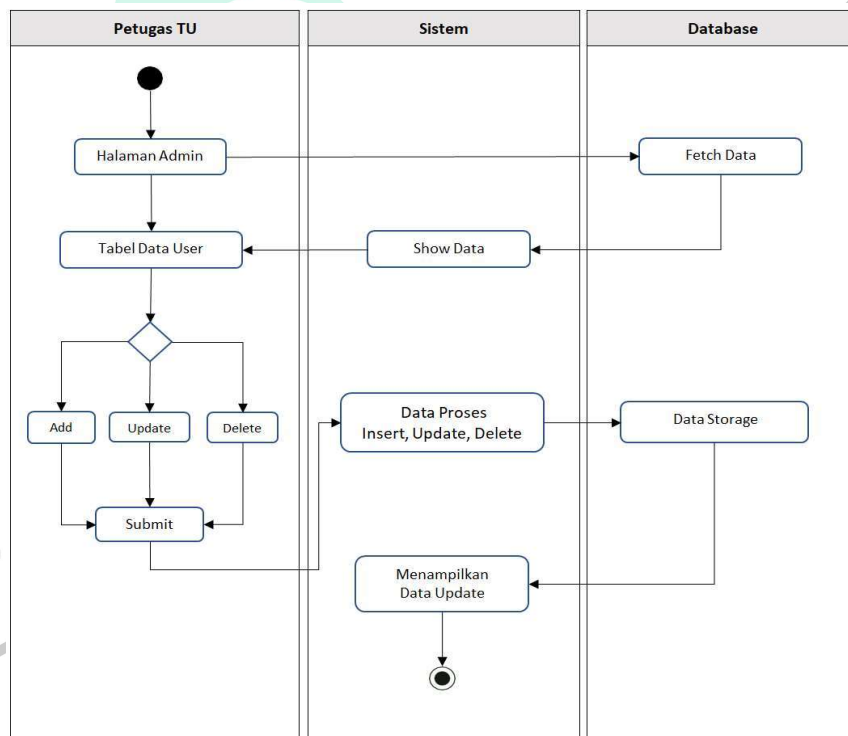 Petugas TU
Sistem
Database
Halaman Admin
Fetch Data
Tabel Data User
Show Data
Add
Update
Delete
Data Proses
Insert, Update, Delete
Data Storage
Submit
Menampilkan
Data Update